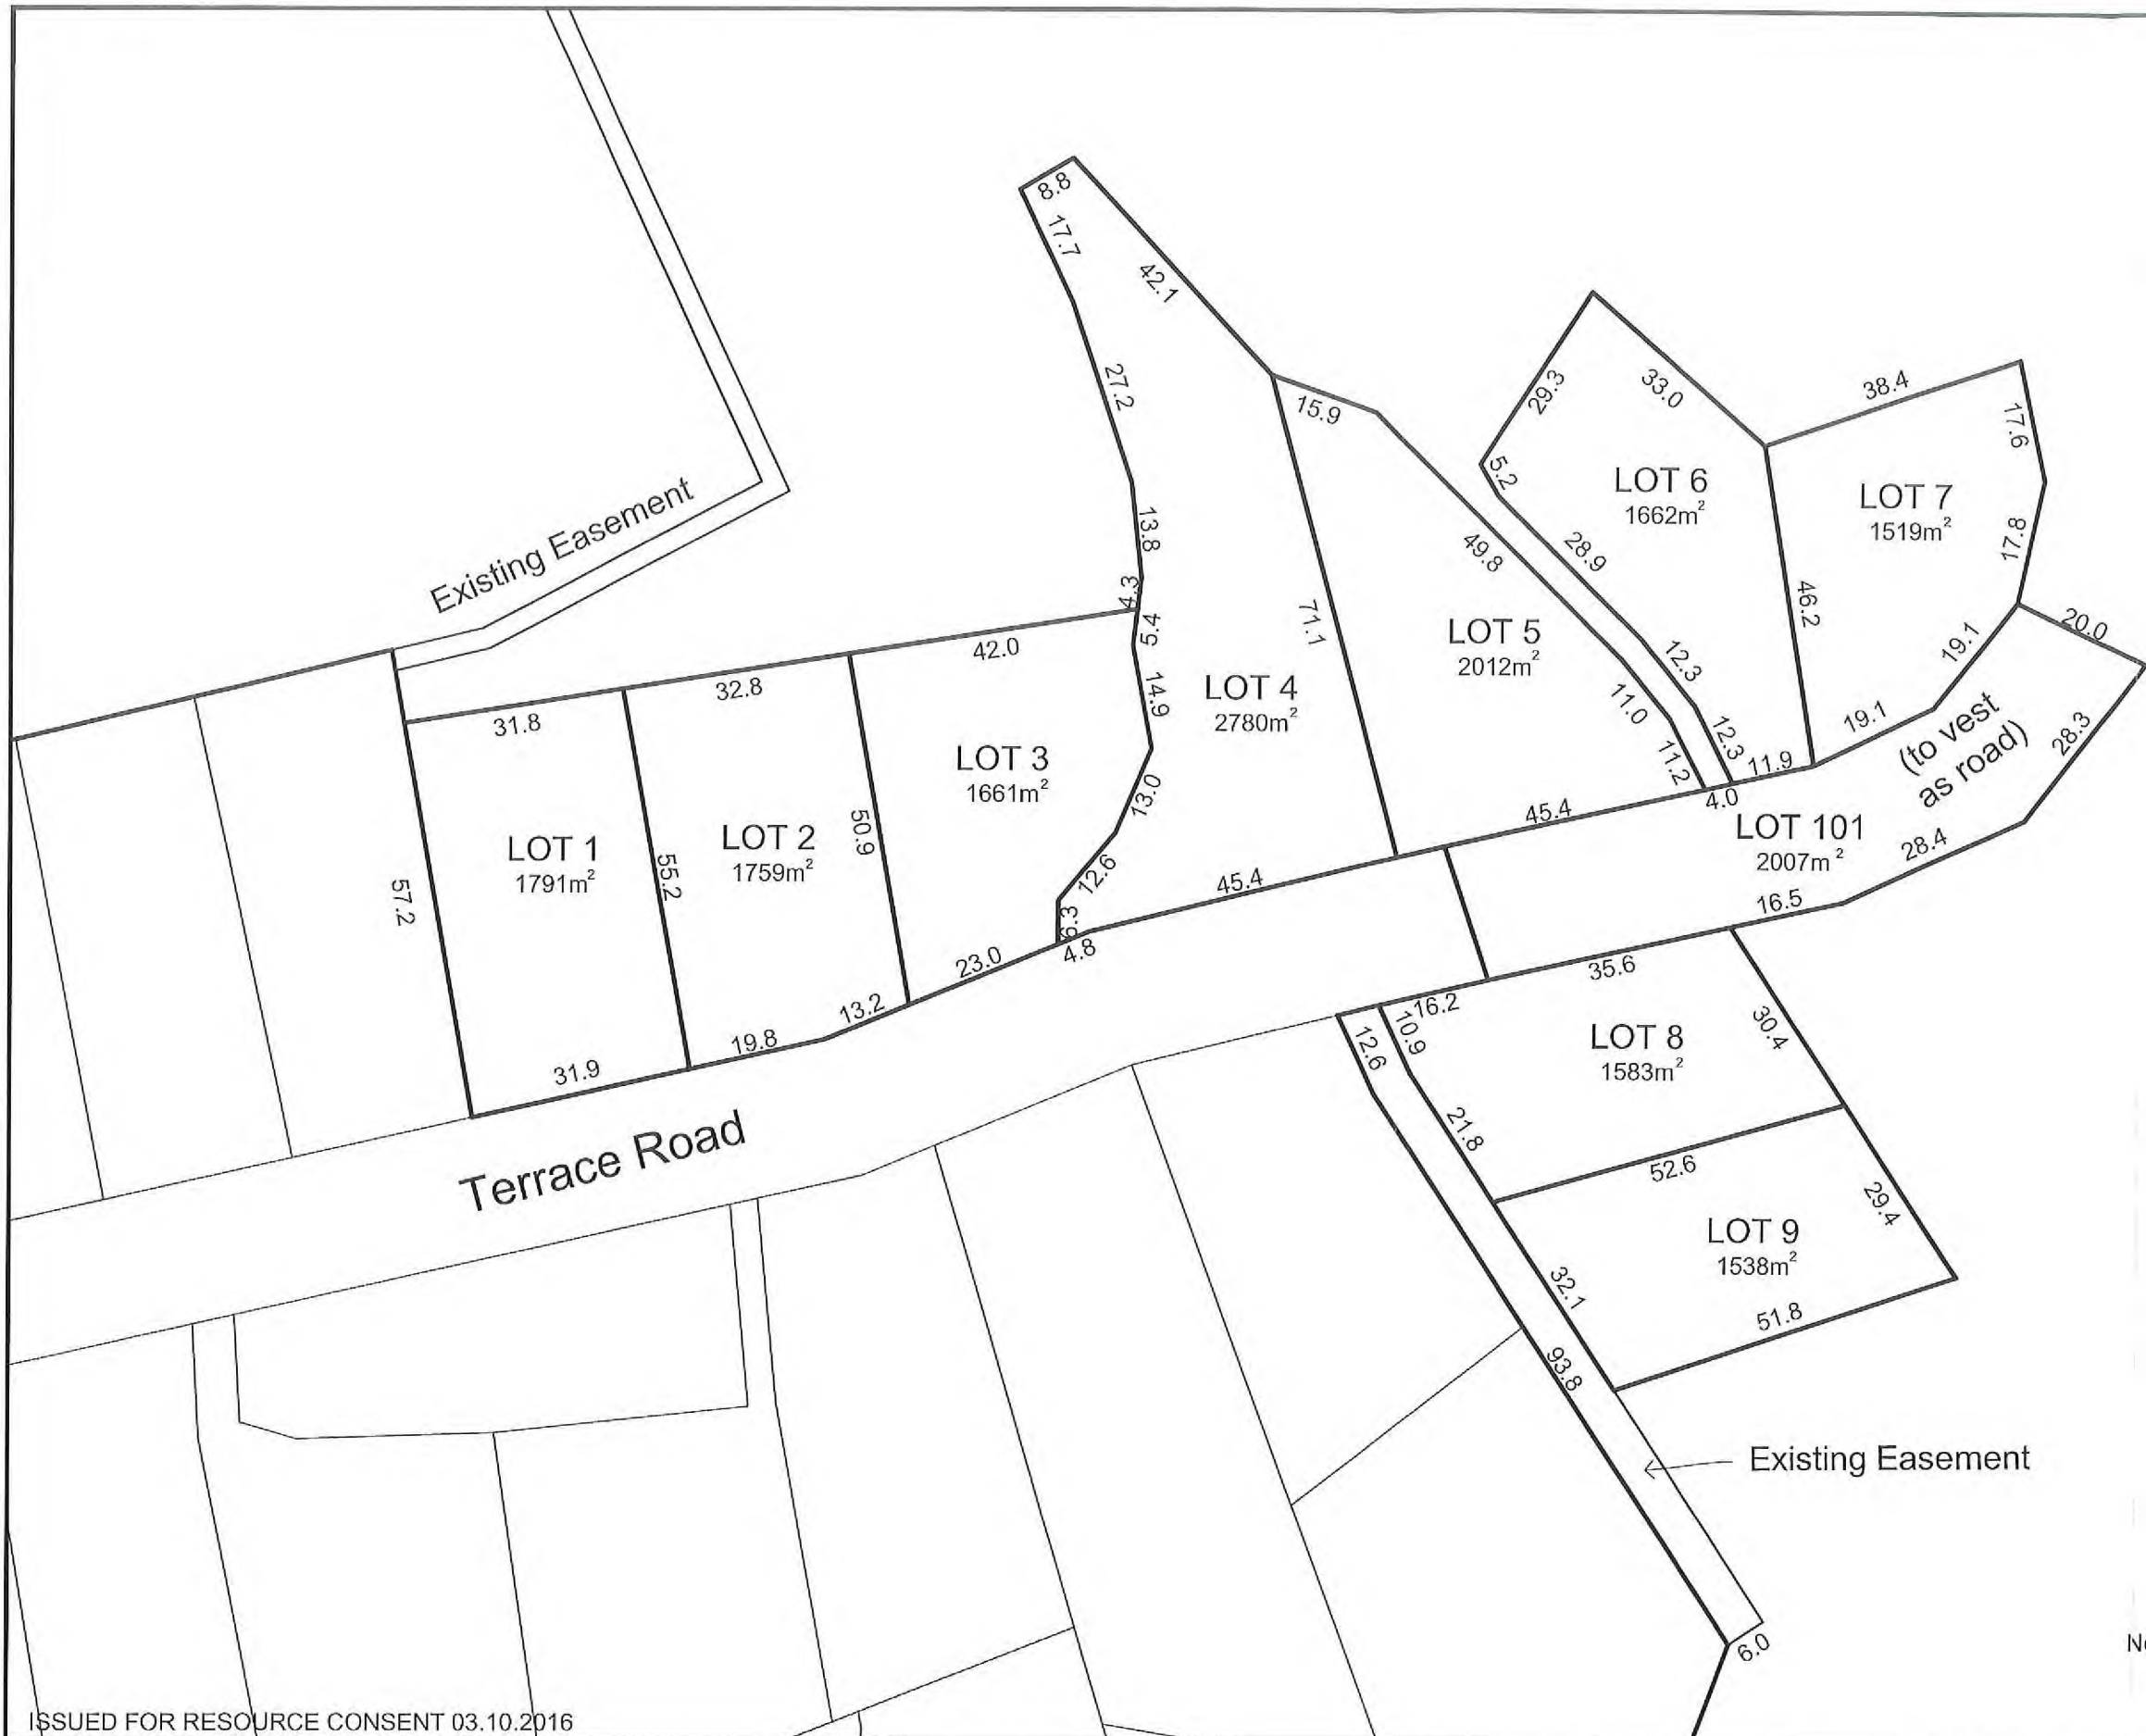 8.8
17.7
42.1
27.2
15.9
29.3
33.0
38.4
17.6
5.2
LOT 6
1662m²
LOT 7
1519m²
Existing Easement
13.8
49.8
28.9
17.8
4.3
5.4
42.0
71.1
LOT 5
2012m²
46.2
19.1
20.0
12.3
32.8
31.8
14.9
LOT 4
2780m²
11.0
12.3
11.2
11.9
19.1
(to vest
as road)
28.3
LOT 3
1661m²
13.0
4.0
45.4
LOT 101
2007m²
LOT 1
1791m²
LOT 2
1759m²
50.9
55.2
57.2
12.6
45.4
28.4
16.5
6.3
4.8
23.0
35.6
13.2
16.2
19.8
31.9
12.6
10.9
LOT 8
1583m²
30.4
Terrace Road
21.8
52.6
29.4
LOT 9
1538m²
32.1
51.8
93.8
Existing Easement
6.0
ISSUED FOR RESOURCE CONSENT 03.10.2016